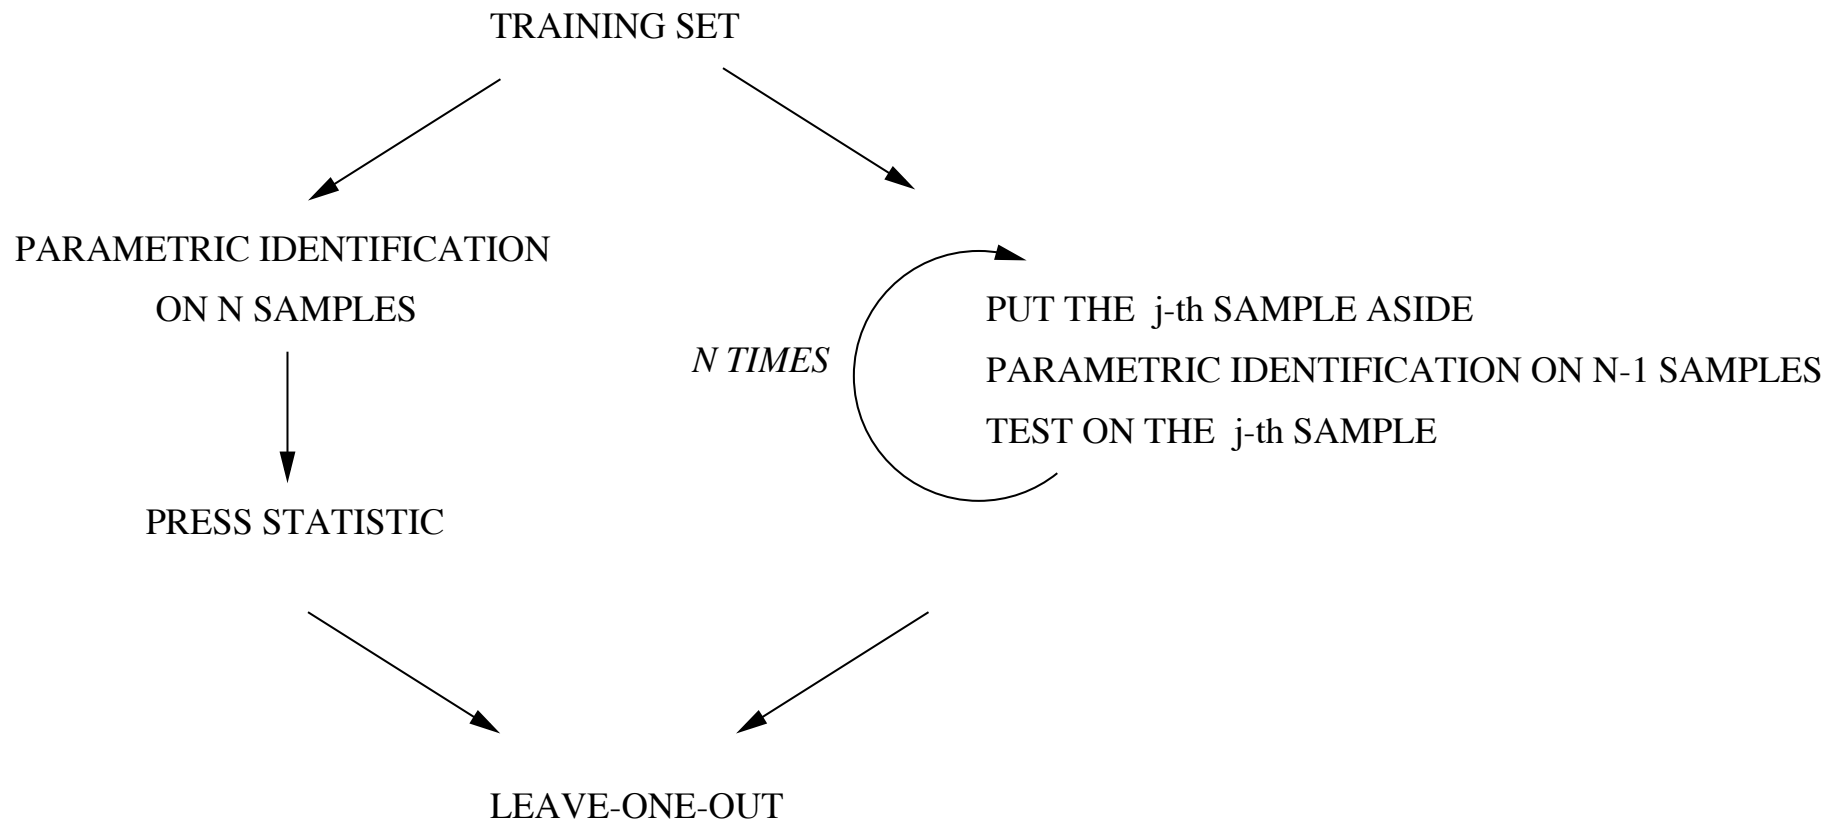 TRAINING SET
PARAMETRIC IDENTIFICATION
ON N SAMPLES
PRESS STATISTIC
N TIMES
PUT THE j-th SAMPLE ASIDE
PARAMETRIC IDENTIFICATION ON N-1 SAMPLES
TEST ON THE j-th SAMPLE
LEAVE-ONE-OUT